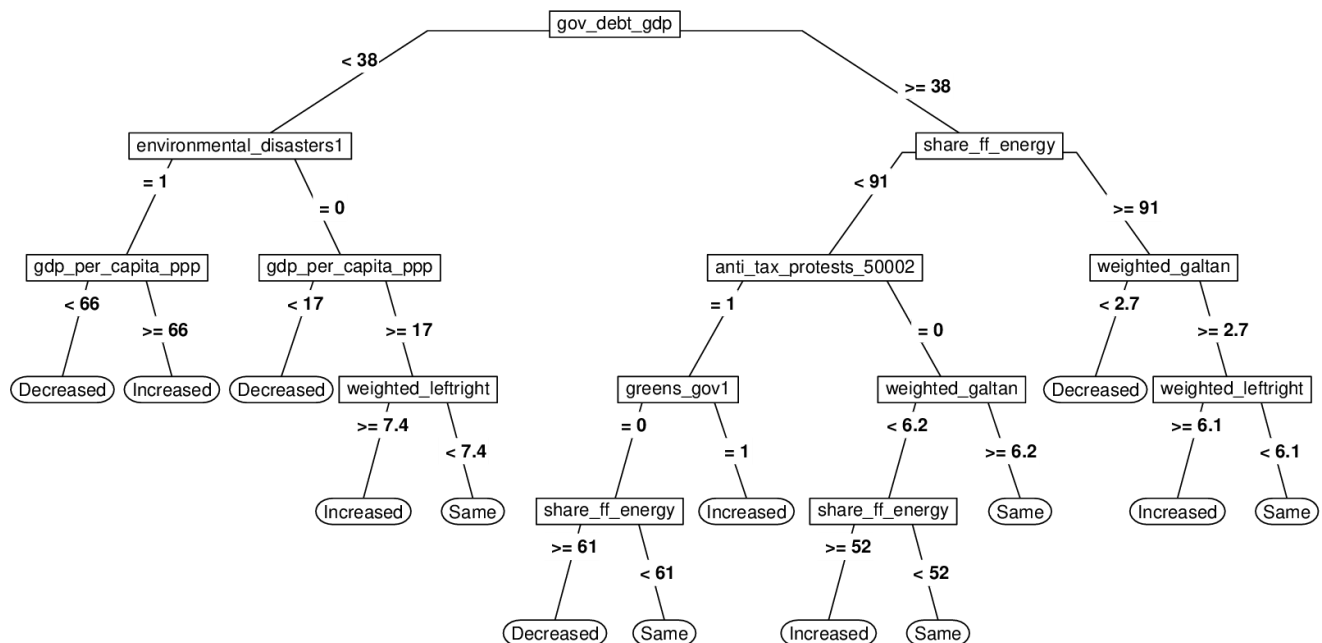 gov_debt_gdp
< 38
>= 38
environmental_disasters1
share_ff_energy
= 1
= 0
< 91
>= 91
gdp_per_capita_ppp
gdp_per_capita_ppp
anti_tax_protests_50002
weighted_galtan
< 66
>= 66
< 17
>= 17
= 1
= 0
< 2.7
>= 2.7
Decreased
Increased
Decreased
weighted_leftright
greens_gov1
weighted_galtan
Decreased
weighted_leftright
>= 7.4
< 7.4
= 0
= 1
< 6.2
>= 6.2
>= 6.1
< 6.1
Increased
Same
share_ff_energy
Increased
share_ff_energy
Same
Increased
Same
>= 61
< 61
>= 52
< 52
Decreased
Same
Increased
Same